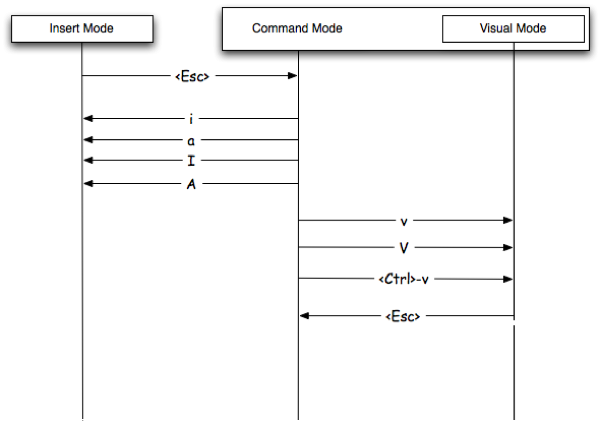 Insert Mode
Command Mode
Visual Mode
<Esc>
i
a
I
A
v
V
<Ctrl>-v
<Esc>